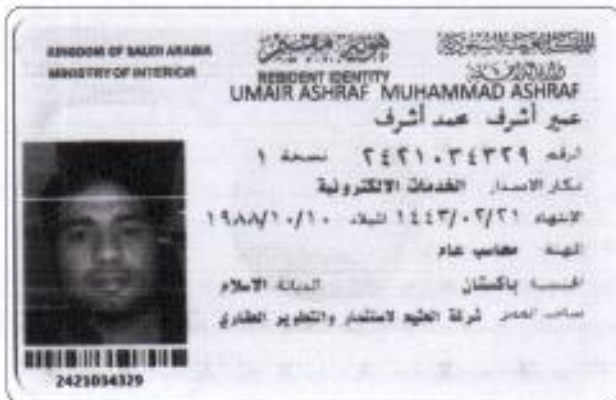 KINGDOM OF SAUDI ARABIA
MINISTRY OF INTERIOR
هوية مقيم
RESIDENT IDENTITY
UMAIR ASHRAF MUHAMMAD ASHRAF
عمير أشرف محمد أشرف
الرقم ٢٤٢١٠٣٤٣٢٩ نسخة ١
مكان الاصدار الخدمات الالكترونية
الانتهاء ١٤٤٣/٠٢/٢١ الميلاد ١٩٨٨/١٠/١٠
المهنة محاسب عام
الجنسية باكستان الديانة الاسلام
صاحب العمل شركة لاستثمار والتطوير العقاري
2421034329